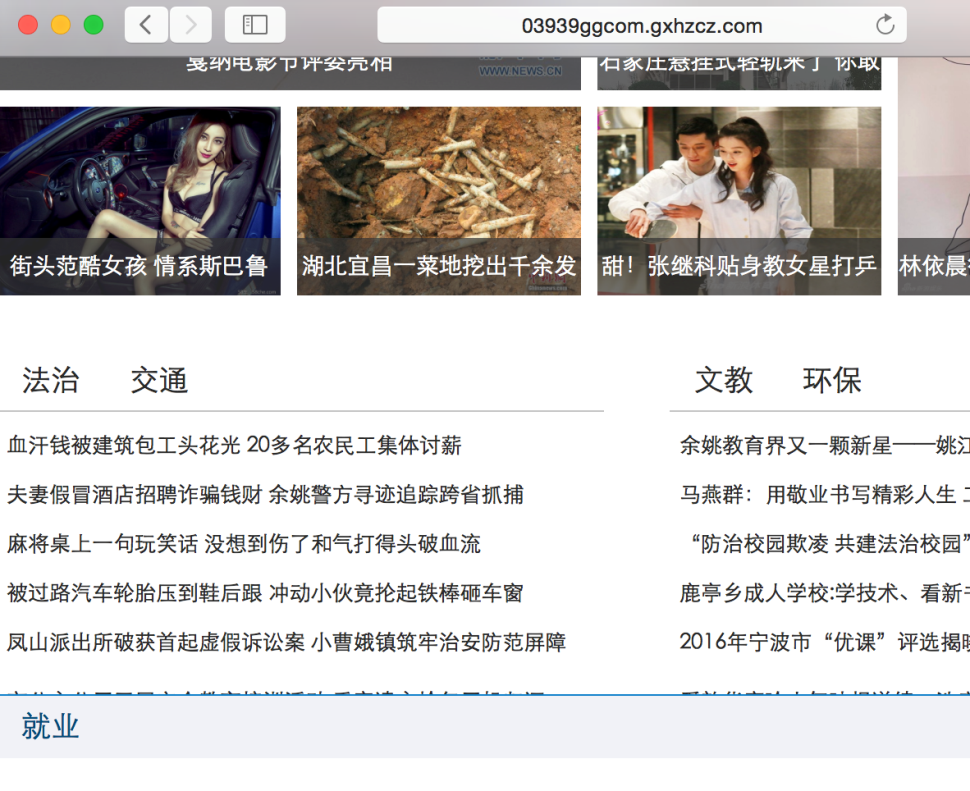 03939ggcom.gxhzcz.com
戛纳电影节评委亮相
WWW.NEWS.CN
石家庄悬挂式轻轨来了 你敢
街头范酷女孩 情系斯巴鲁
湖北宜昌一菜地挖出千余发
甜！张继科贴身教女星打乒
林依晨
法治 交通
文教 环保
血汗钱被建筑包工头花光 20多名农民工集体讨薪
余姚教育界又一颗新星——姚江
夫妻假冒酒店招聘诈骗钱财 余姚警方寻迹追踪跨省抓捕
马燕群：用敬业书写精彩人生
麻将桌上一句玩笑话 没想到伤了和气打得头破血流
“防治校园欺凌 共建法治校园”
被过路汽车轮胎压到鞋后跟 冲动小伙竟抡起铁棒砸车窗
鹿亭乡成人学校:学技术、看新
凤山派出所破获首起虚假诉讼案 小曹娥镇筑牢治安防范屏障
2016年宁波市“优课”评选揭
就业